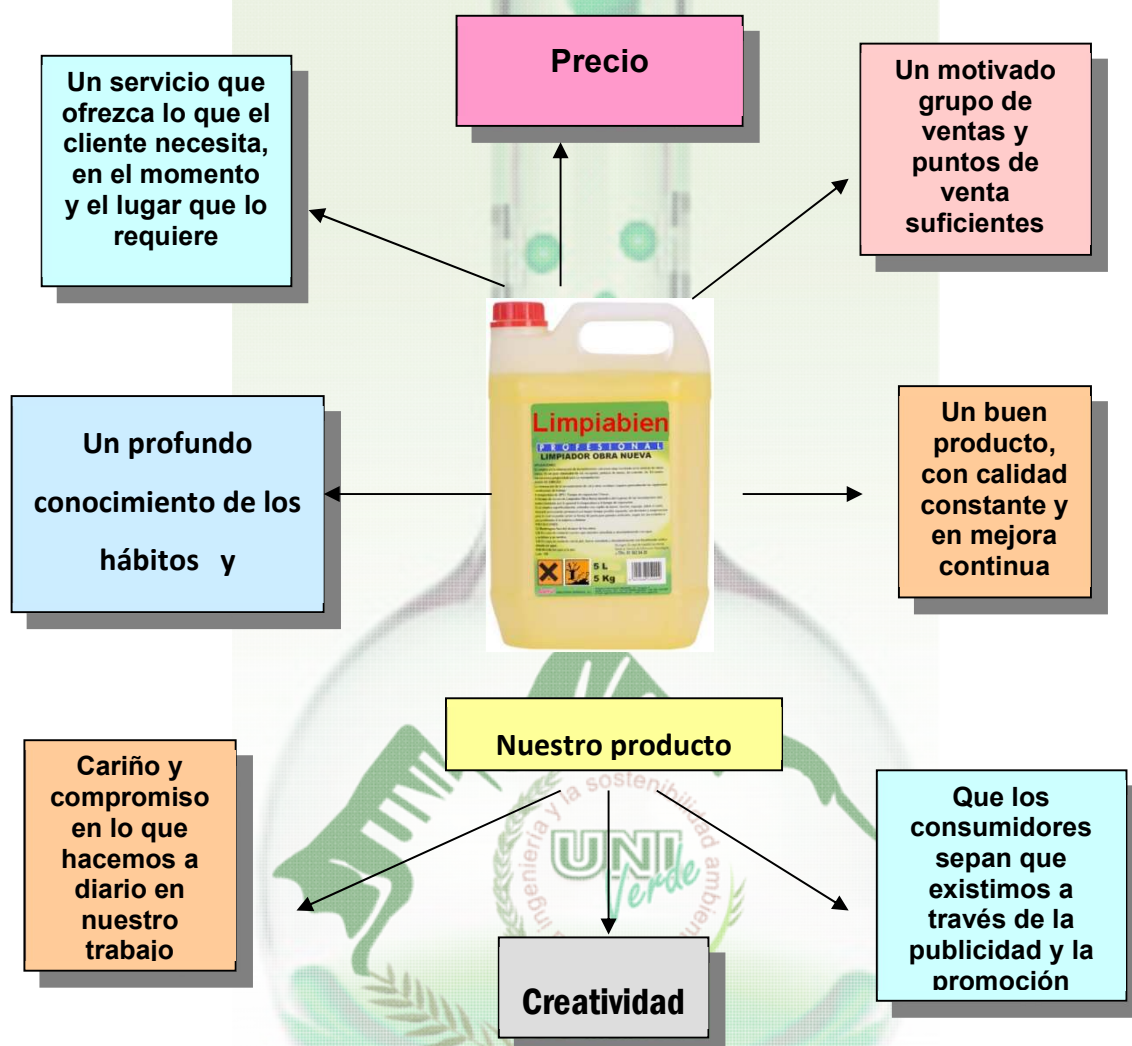 Precio
Un servicio que
ofrezca lo que el
cliente necesita,
en el momento
y el lugar que lo
requiere
Un motivado
grupo de
ventas y
puntos de
venta
suficientes
Un profundo
conocimiento de los
hábitos y
Limpiabien
PROFESIONAL
LIMPIADOR OBRA NUEVA
5 L
5 Kg
Un buen
producto,
con calidad
constante y
en mejora
continua
Nuestro producto
Cariño y
compromiso
en lo que
hacemos a
diario en
nuestro
trabajo
UNI
ingeniería y la sostenibilidad
UNI
Verde
Creatividad
Que los
consumidores
sepan que
existimos a
través de la
publicidad y la
promoción